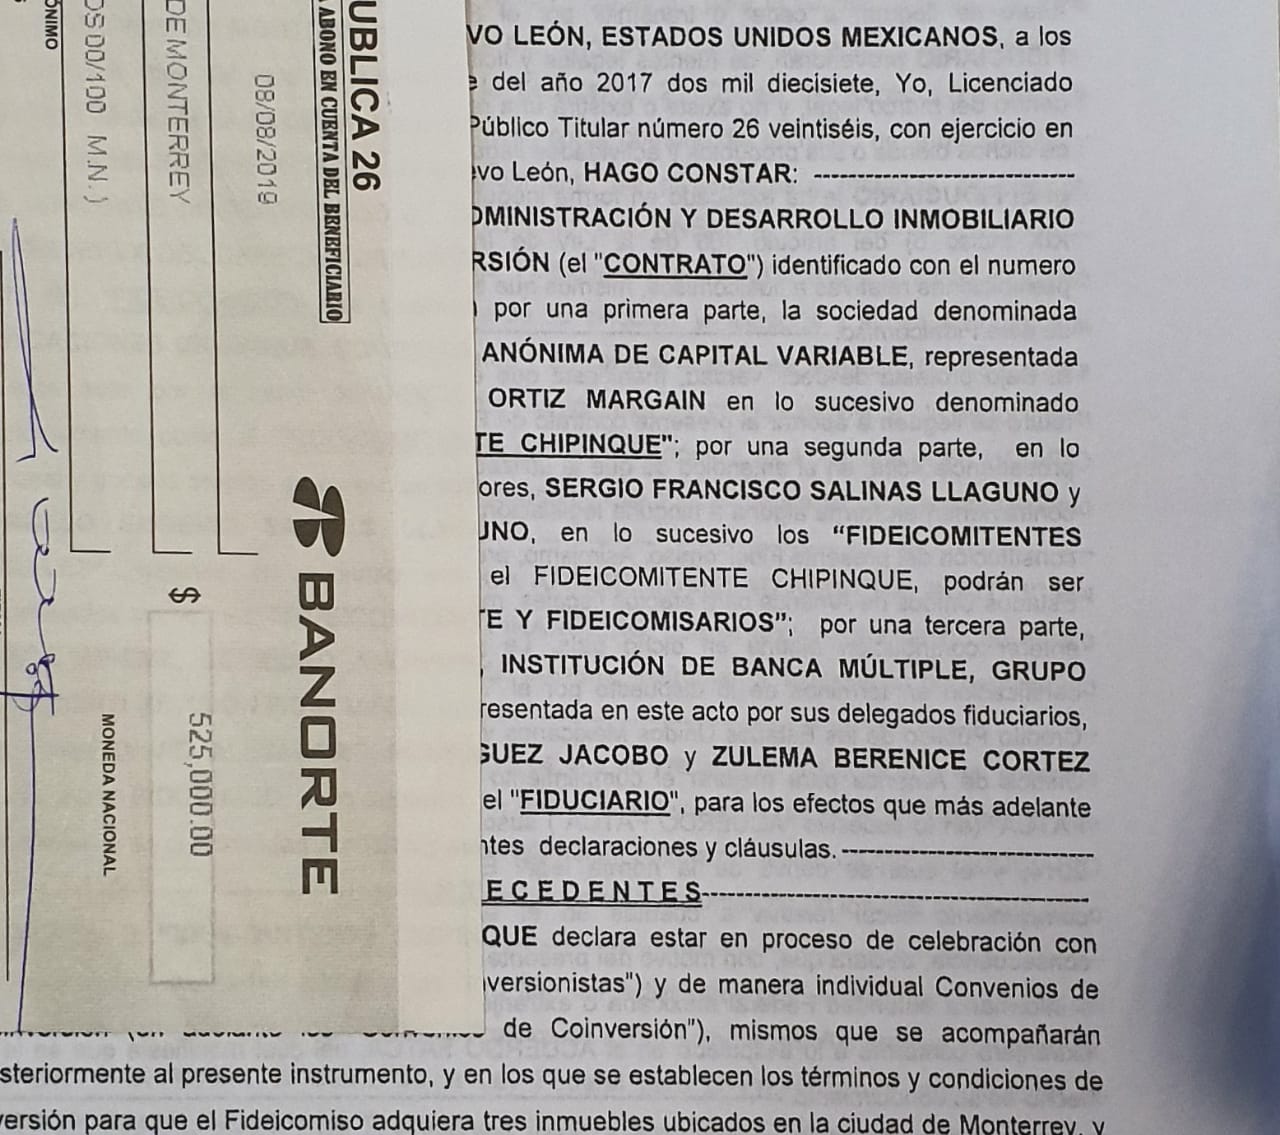 VO LEÓN, ESTADOS UNIDOS MEXICANOS, a los
del año 2017 dos mil diecisiete, Yo, Licenciado
Público Titular número 26 veintiséis, con ejercicio en
vo León, HAGO CONSTAR: ------------------------------
OMINISTRACIÓN Y DESARROLLO INMOBILIARIO
RSIÓN (el "CONTRATO") identificado con el numero
por una primera parte, la sociedad denominada
ANÓNIMA DE CAPITAL VARIABLE, representada
ORTIZ MARGAIN en lo sucesivo denominado
TE CHIPINQUE"; por una segunda parte, en lo
ores, SERGIO FRANCISCO SALINAS LLAGUNO y
UNO, en lo sucesivo los "FIDEICOMITENTES
el FIDEICOMITENTE CHIPINQUE, podrán ser
TE Y FIDEICOMISARIOS"; por una tercera parte,
INSTITUCIÓN DE BANCA MÚLTIPLE, GRUPO
resentada en este acto por sus delegados fiduciarios,
GUEZ JACOBO y ZULEMA BERENICE CORTEZ
el "FIDUCIARIO", para los efectos que más adelante
ntes declaraciones y cláusulas. ------------------------------
E C E D E N T E S.--------------------------------------------
QUE declara estar en proceso de celebración con
versionistas") y de manera individual Convenios de
de Coinversión"), mismos que se acompañarán
steriormente al presente instrumento, y en los que se establecen los términos y condiciones de
versión para que el Fideicomiso adquiera tres inmuebles ubicados en la ciudad de Monterrey, y
UBLICA 26
ABONO EN CUENTA DEL BENEFICIARIO
BANORTE
08/08/2019
DE MONTERREY
$ 525,000.00
OS 00/100 M.N.)
MONEDA NACIONAL
ÓNIMO